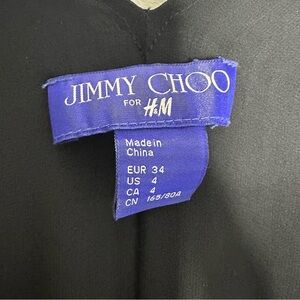 JIMMY CHOO
FOR H&M
Made in
China
EUR 34
US 4
CA 4
CN 165/80A